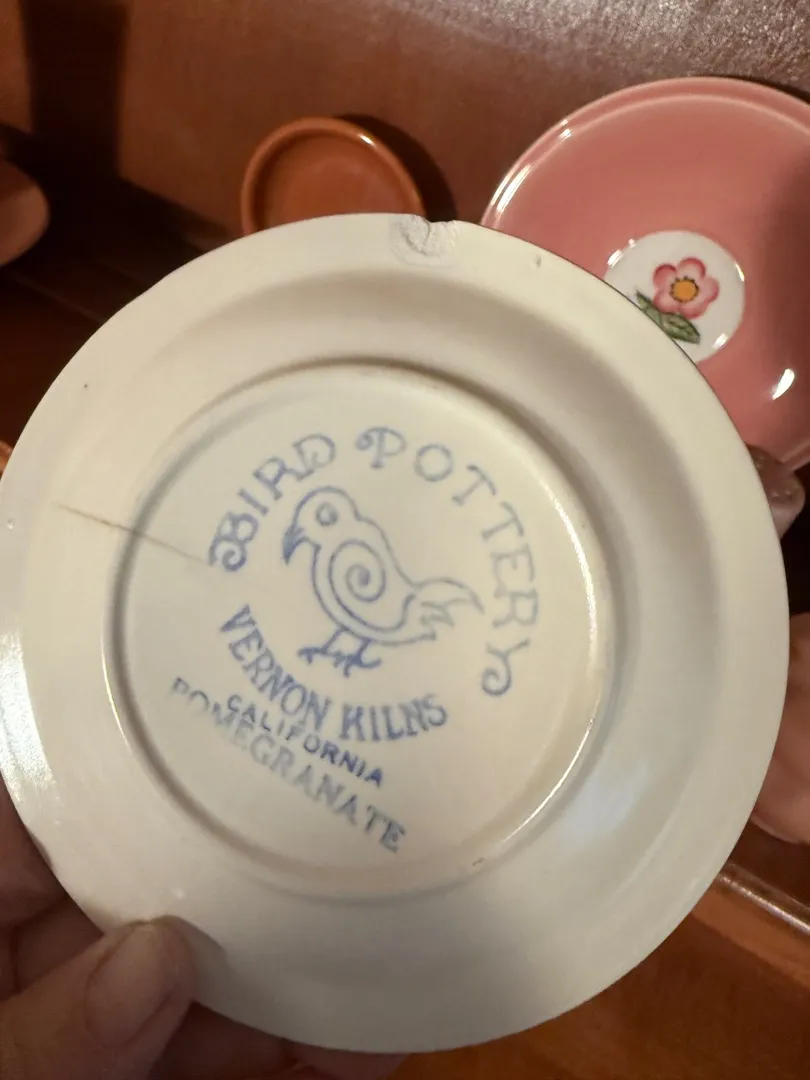 BIRD POTTERY
VERNON KILNS
CALIFORNIA
POMEGRANATE